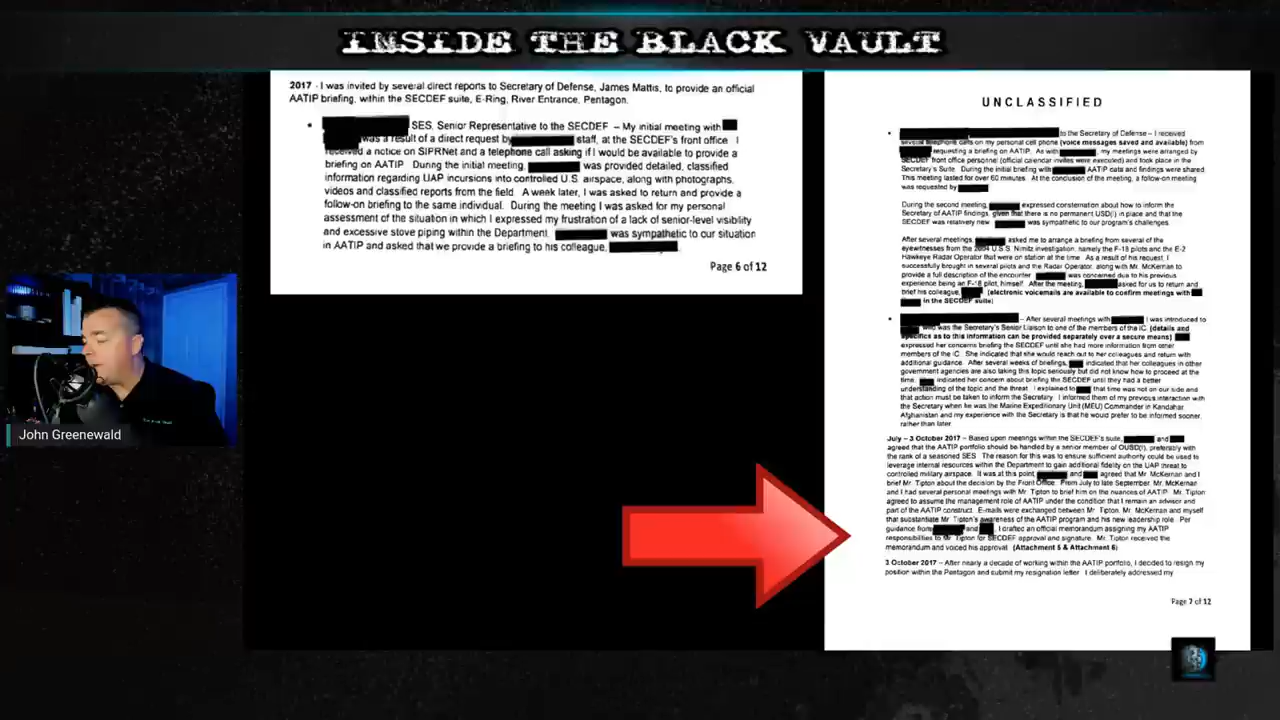 INSIDE THE BLACK VAULT
2017 - I was invited by several direct reports to Secretary of Defense, James Mattis, to provide an official
AATIP briefing, within the SECDEF suite, E-Ring, River Entrance, Pentagon.
• SES, Senior Representative to the SECDEF – My initial meeting with
was a result of a direct request by staff, at the SECDEF's front office I
received a notice on SIPRNet and a telephone call asking if I would be available to provide a
briefing on AATIP During the initial meeting, was provided detailed, classified
information regarding UAP incursions into controlled U.S. airspace, along with photographs,
videos and classified reports from the field A week later, I was asked to return and provide a
follow-on briefing to the same individual. During the meeting I was asked for my personal
assessment of the situation in which I expressed my frustration of a lack of senior-level visibility
and excessive stove piping within the Department. was sympathetic to our situation
in AATIP and asked that we provide a briefing to his colleague,
Page 6 of 12
UNCLASSIFIED
• to the Secretary of Defense – I received
several telephone calls on my personal cell phone (voice messages saved and available) from
requesting a briefing on AATIP. As with , my meetings were arranged by
SECDEF front office personnel (official calendar invites were executed) and took place in the
Secretary's Suite. During the initial briefing with AATIP data and findings were shared
This meeting lasted for over 60 minutes. At the conclusion of the meeting, a follow-on meeting
was requested by
During the second meeting, expressed consternation about how to inform the
Secretary of AATIP findings, given that there is no permanent USD(I) in place and that the
SECDEF was relatively new was sympathetic to our program's challenges.
After several meetings, asked me to arrange a briefing from several of the
eyewitnesses from the 2004 U.S.S. Nimitz investigation, namely the F-18 pilots and the E-2
Hawkeye Radar Operator that were on station at the time. As a result of his request, I
successfully brought in several pilots and the Radar Operator, along with Mr. McKernan to
provide a full description of the encounter was concerned due to his previous
experience being an F-18 pilot, himself. After the meeting, asked for us to return and
brief his colleague, (electronic voicemails are available to confirm meetings with
in the SECDEF suite)
• – After several meetings with I was introduced to
who was the Secretary's Senior Liaison to one of the members of the IC (details and
specifics as to this information can be provided separately over a secure means)
expressed her concerns briefing the SECDEF until she had more information from other
members of the IC. She indicated that she would reach out to her colleagues and return with
additional guidance. After several weeks of briefings, indicated that her colleagues in other
government agencies are also taking this topic seriously but did not know how to proceed at the
time. indicated her concern about briefing the SECDEF until they had a better
understanding of the topic and the threat. I explained to that time was not on our side and
that action must be taken to inform the Secretary. I informed them of my previous interaction with
the Secretary when he was the Marine Expeditionary Unit (MEU) Commander in Kandahar
Afghanistan and my experience with the Secretary is that he would prefer to be informed sooner,
rather than later.
July – 3 October 2017 – Based upon meetings within the SECDEF's suite, and
agreed that the AATIP portfolio should be handled by a senior member of OUSD(I), preferably with
the rank of a seasoned SES The reason for this was to ensure sufficient authority could be used to
leverage internal resources within the Department to gain additional fidelity on the UAP threat to
controlled military airspace. It was at this point, and agreed that Mr. McKernan and I
brief Mr. Tipton about the decision by the Front Office. From July to late September, Mr. McKernan
and I had several personal meetings with Mr. Tipton to brief him on the nuances of AATIP Mr. Tipton
agreed to assume the management role of AATIP under the condition that I remain an advisor and
part of the AATIP construct. E-mails were exchanged between Mr. Tipton, Mr. McKernan and myself
that substantiate Mr. Tipton's awareness of the AATIP program and his new leadership role. Per
guidance from and , I crafted an official memorandum assigning my AATIP
responsibilities to Mr. Tipton for SECDEF approval and signature. Mr. Tipton received the
memorandum and voiced his approval (Attachment 5 & Attachment 6)
3 October 2017 – After nearly a decade of working within the AATIP portfolio, I decided to resign my
position within the Pentagon and submit my resignation letter I deliberately addressed my
Page 7 of 12
John Greenewald